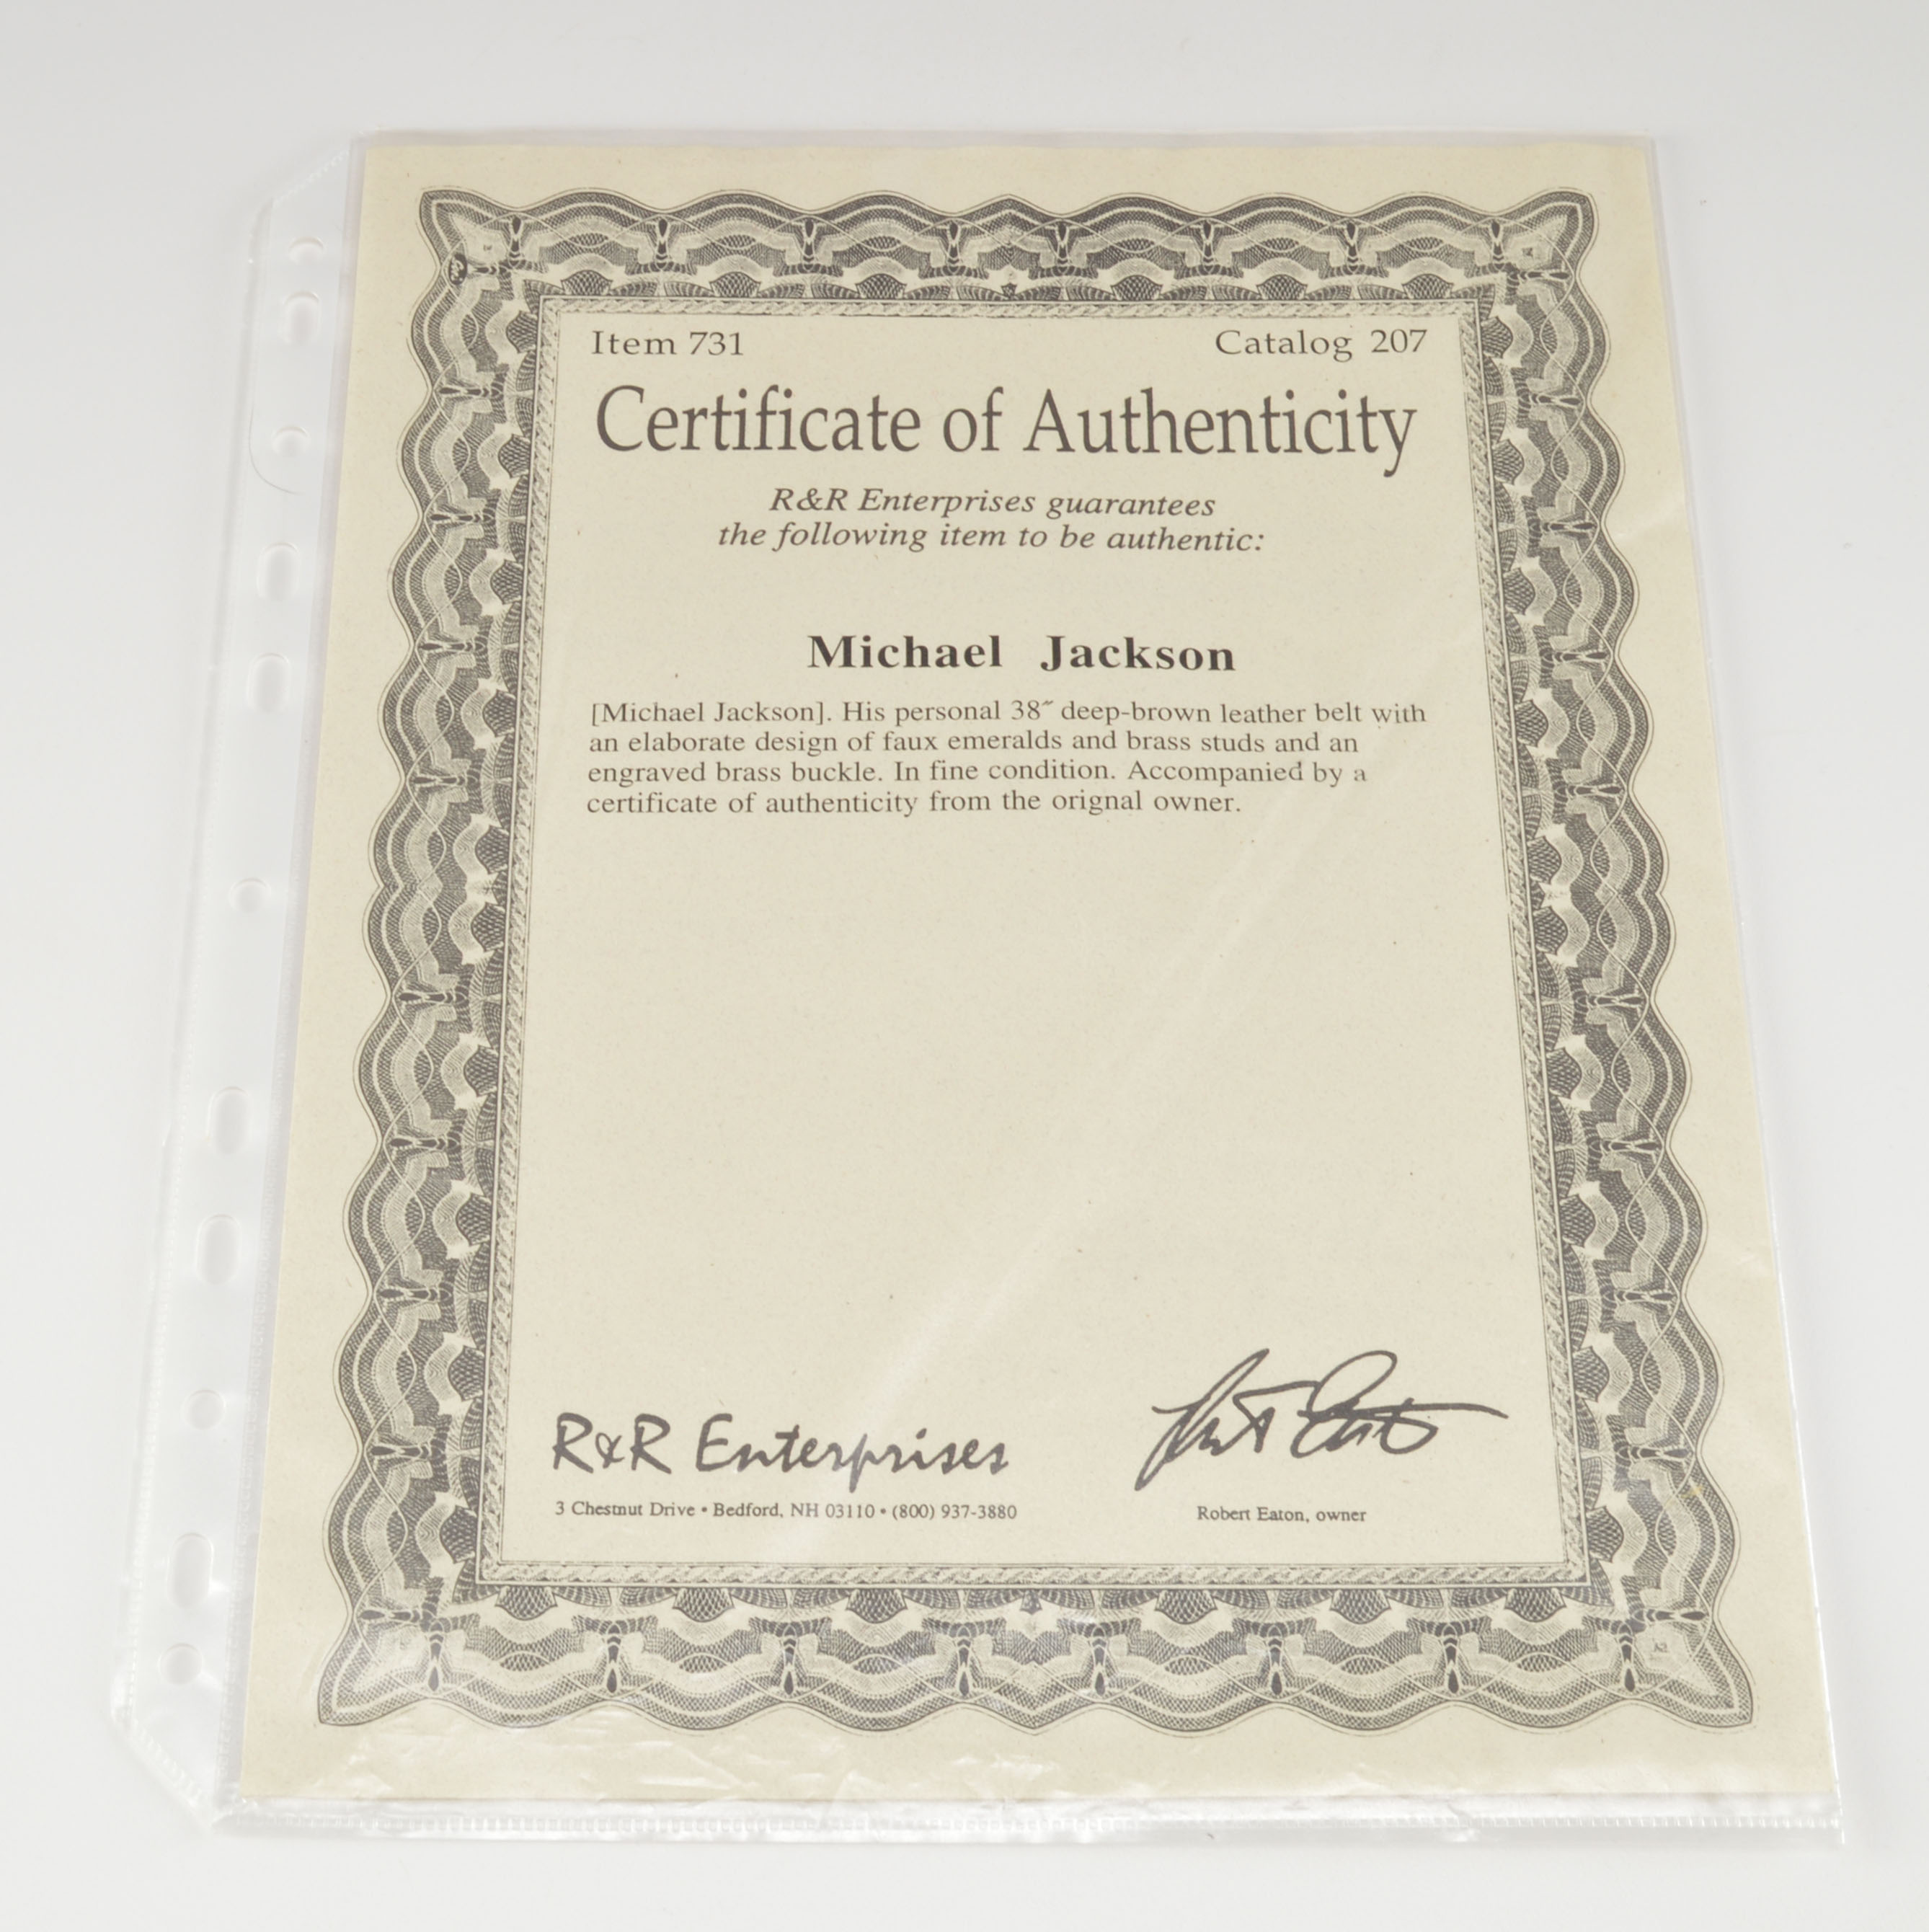 Item 731 Catalog 207
Certificate of Authenticity
R&R Enterprises guarantees
the following item to be authentic:
Michael Jackson
[Michael Jackson]. His personal 38˝ deep-brown leather belt with
an elaborate design of faux emeralds and brass studs and an
engraved brass buckle. In fine condition. Accompanied by a
certificate of authenticity from the orignal owner.
R&R Enterprises
3 Chestnut Drive • Bedford, NH 03110 • (800) 937-3880
Robert Eaton, owner